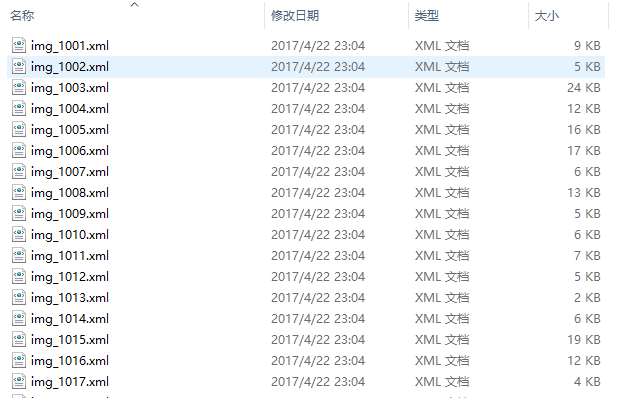 名称 修改日期 类型 大小
img_1001.xml 2017/4/22 23:04 XML 文档 9 KB
img_1002.xml 2017/4/22 23:04 XML 文档 5 KB
img_1003.xml 2017/4/22 23:04 XML 文档 24 KB
img_1004.xml 2017/4/22 23:04 XML 文档 12 KB
img_1005.xml 2017/4/22 23:04 XML 文档 16 KB
img_1006.xml 2017/4/22 23:04 XML 文档 17 KB
img_1007.xml 2017/4/22 23:04 XML 文档 6 KB
img_1008.xml 2017/4/22 23:04 XML 文档 13 KB
img_1009.xml 2017/4/22 23:04 XML 文档 5 KB
img_1010.xml 2017/4/22 23:04 XML 文档 6 KB
img_1011.xml 2017/4/22 23:04 XML 文档 7 KB
img_1012.xml 2017/4/22 23:04 XML 文档 5 KB
img_1013.xml 2017/4/22 23:04 XML 文档 2 KB
img_1014.xml 2017/4/22 23:04 XML 文档 6 KB
img_1015.xml 2017/4/22 23:04 XML 文档 19 KB
img_1016.xml 2017/4/22 23:04 XML 文档 12 KB
img_1017.xml 2017/4/22 23:04 XML 文档 4 KB